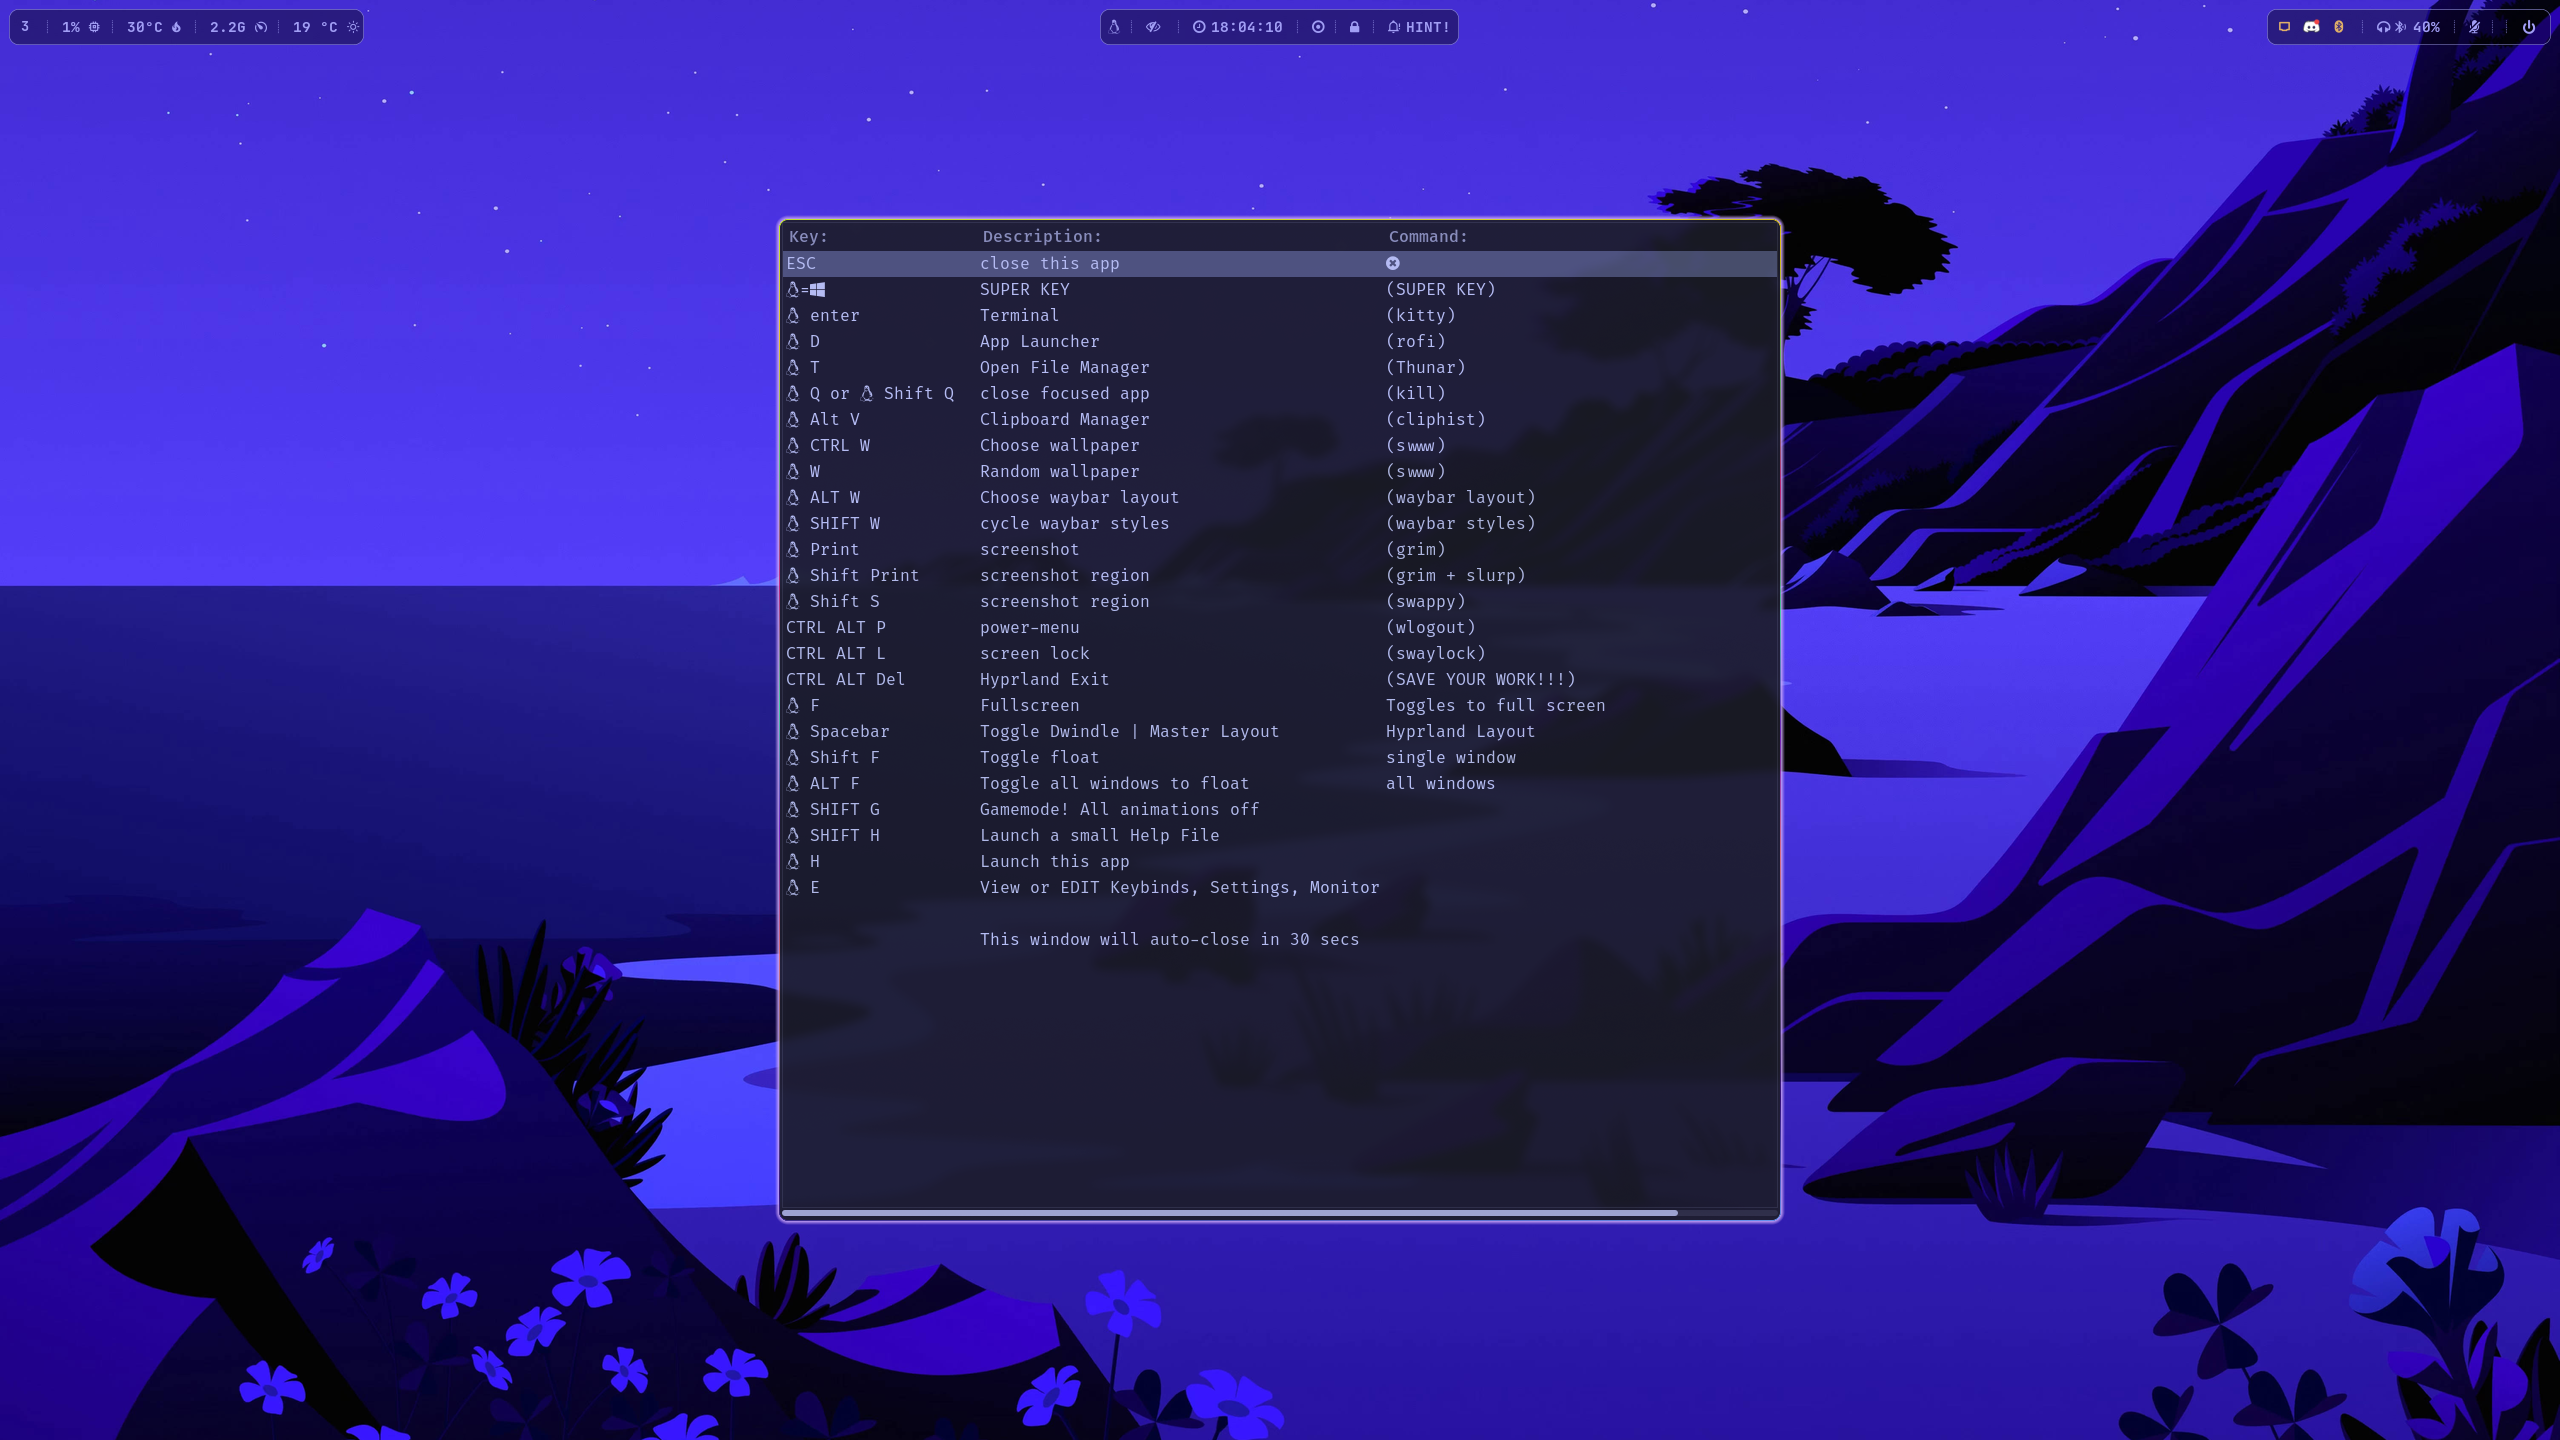 3 1% 30°C 2.2G 19 °C
18:04:10 HINT!
40%
Key: Description: Command:
ESC close this app
= SUPER KEY (SUPER KEY)
enter Terminal (kitty)
D App Launcher (rofi)
T Open File Manager (Thunar)
Q or Shift Q close focused app (kill)
Alt V Clipboard Manager (cliphist)
CTRL W Choose wallpaper (swww)
W Random wallpaper (swww)
ALT W Choose waybar layout (waybar layout)
SHIFT W cycle waybar styles (waybar styles)
Print screenshot (grim)
Shift Print screenshot region (grim + slurp)
Shift S screenshot region (swappy)
CTRL ALT P power-menu (wlogout)
CTRL ALT L screen lock (swaylock)
CTRL ALT Del Hyprland Exit (SAVE YOUR WORK!!!)
F Fullscreen Toggles to full screen
Spacebar Toggle Dwindle | Master Layout Hyprland Layout
Shift F Toggle float single window
ALT F Toggle all windows to float all windows
SHIFT G Gamemode! All animations off
SHIFT H Launch a small Help File
H Launch this app
E View or EDIT Keybinds, Settings, Monitor
This window will auto-close in 30 secs